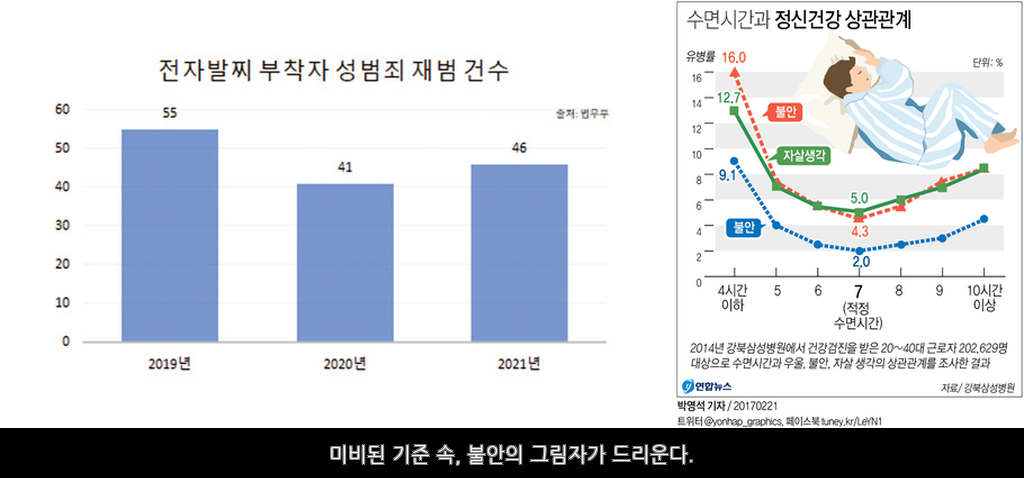 전자발찌 부착자 성범죄 재범 건수
출처: 법무부
60
50
40
30
20
10
0
55
41
46
2019년
2020년
2021년
수면시간과 정신건강 상관관계
유병률
단위: %
16
14
12
10
8
6
4
2
0
16.0
12.7
9.1
불안
자살생각
불안
5.0
4.3
2.0
4시간
이하
5
6
7
(적정
수면시간)
8
9
10시간
이상
2014년 강북삼성병원에서 건강검진을 받은 20~40대 근로자 202,629명
대상으로 수면시간과 우울, 불안, 자살 생각의 상관관계를 조사한 결과
연합뉴스
자료/ 강북삼성병원
박영석 기자 / 20170221
트위터 @yonhap_graphics, 페이스북 tuney.kr/LeYN1
미비된 기준 속, 불안의 그림자가 드리운다.